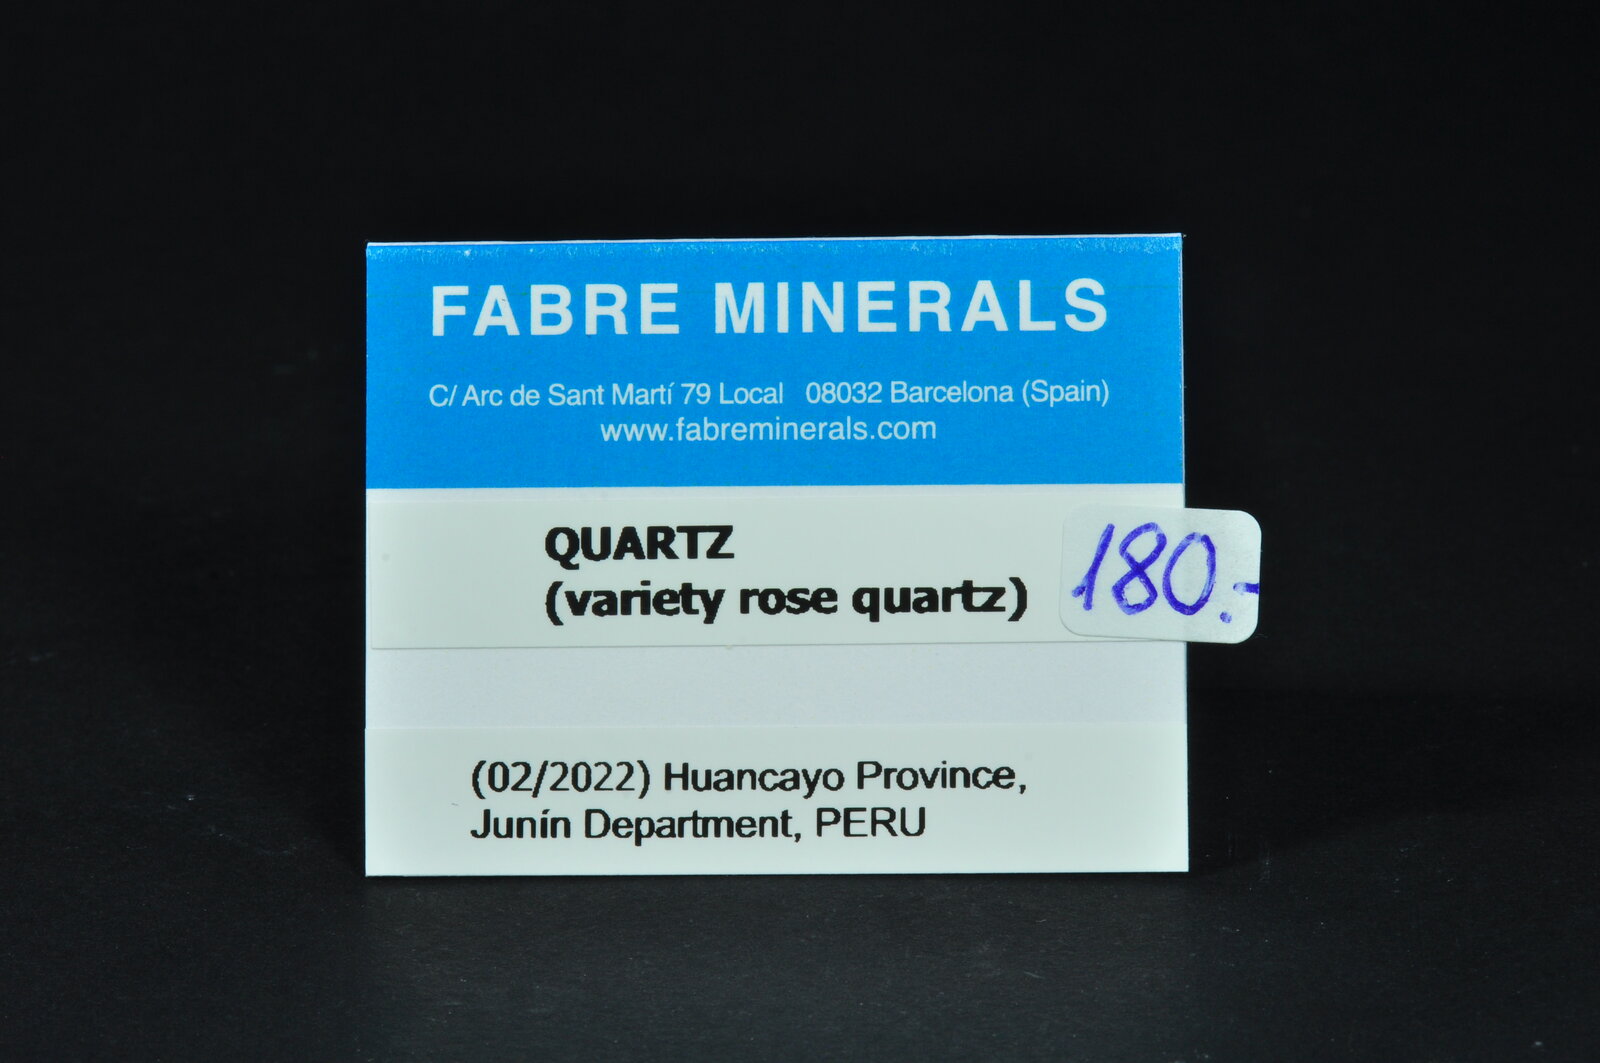 FABRE MINERALS
C/ Arc de Sant Martí 79 Local   08032 Barcelona (Spain)
www.fabreminerals.com
QUARTZ
(variety rose quartz)
180.-
(02/2022) Huancayo Province,
Junín Department, PERU